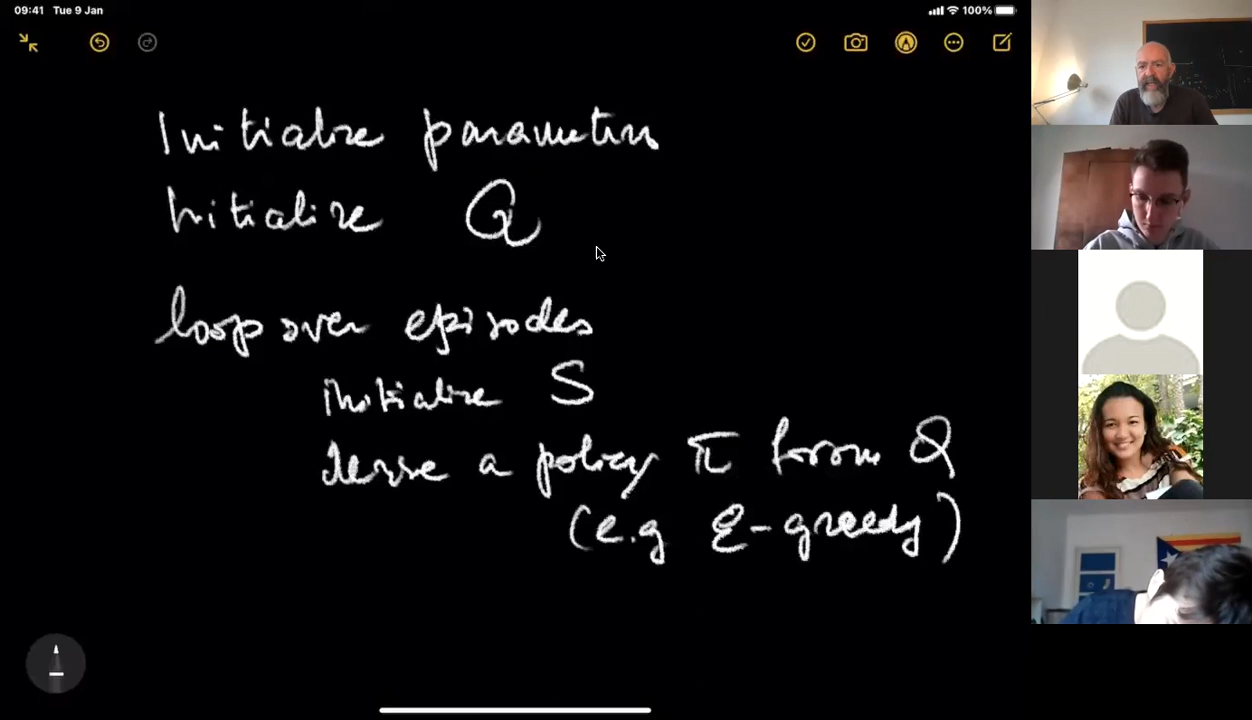 09:41 Tue 9 Jan
100%
Initialize parameters
Initialize Q
loop over episodes
initialize S
derive a policy π from Q
(e.g ε-greedy)